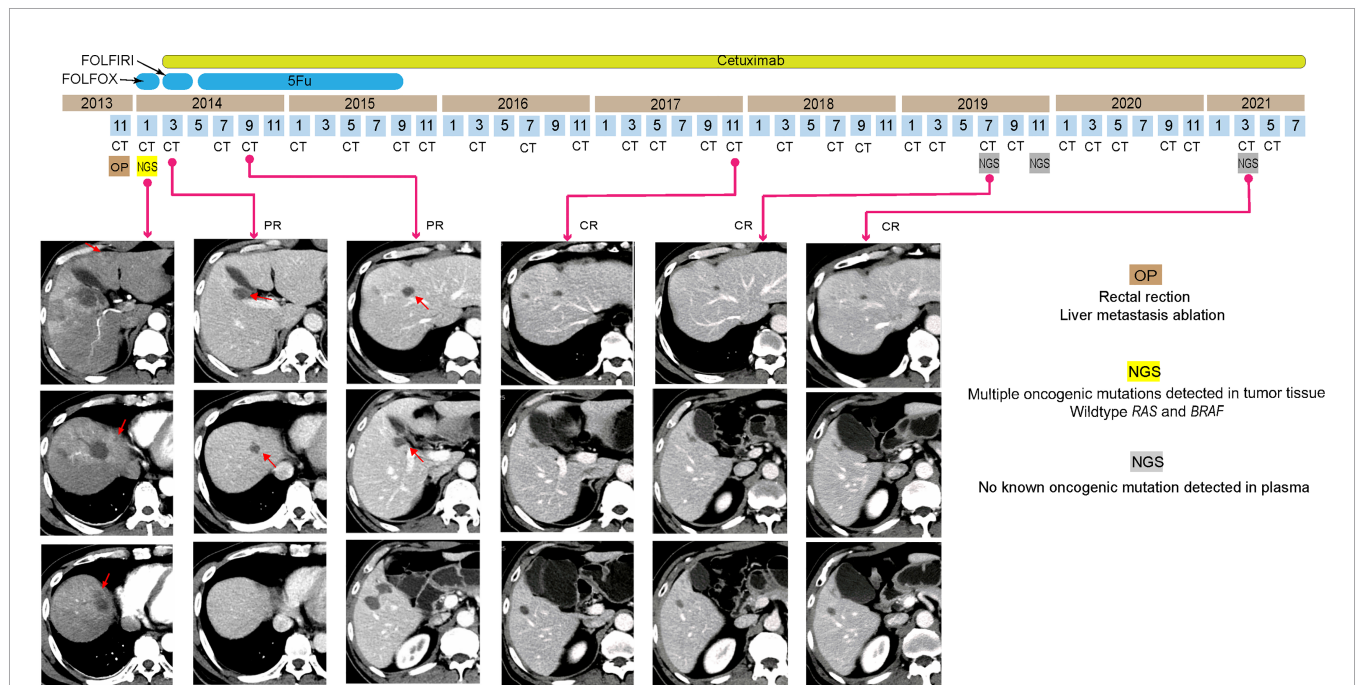 FOLFIRI
Cetuximab
FOLFOX
5Fu
2013 2014 2015 2016 2017 2018 2019 2020 2021
11 1 3 5 7 9 11 1 3 5 7 9 11 1 3 5 7 9 11 1 3 5 7 9 11 1 3 5 7 9 11 1 3 5 7 9 11 1 3 5 7 9 11 1 3 5 7
CT CT CT CT CT CT CT CT CT CT CT CT CT CT CT CT CT CT CT CT CT CT CT CT CT CT CT CT CT CT CT CT CT
OP NGS NGS NGS NGS
PR PR CR CR CR
OP
Rectal rection
Liver metastasis ablation
NGS
Multiple oncogenic mutations detected in tumor tissue
Wildtype RAS and BRAF
NGS
No known oncogenic mutation detected in plasma